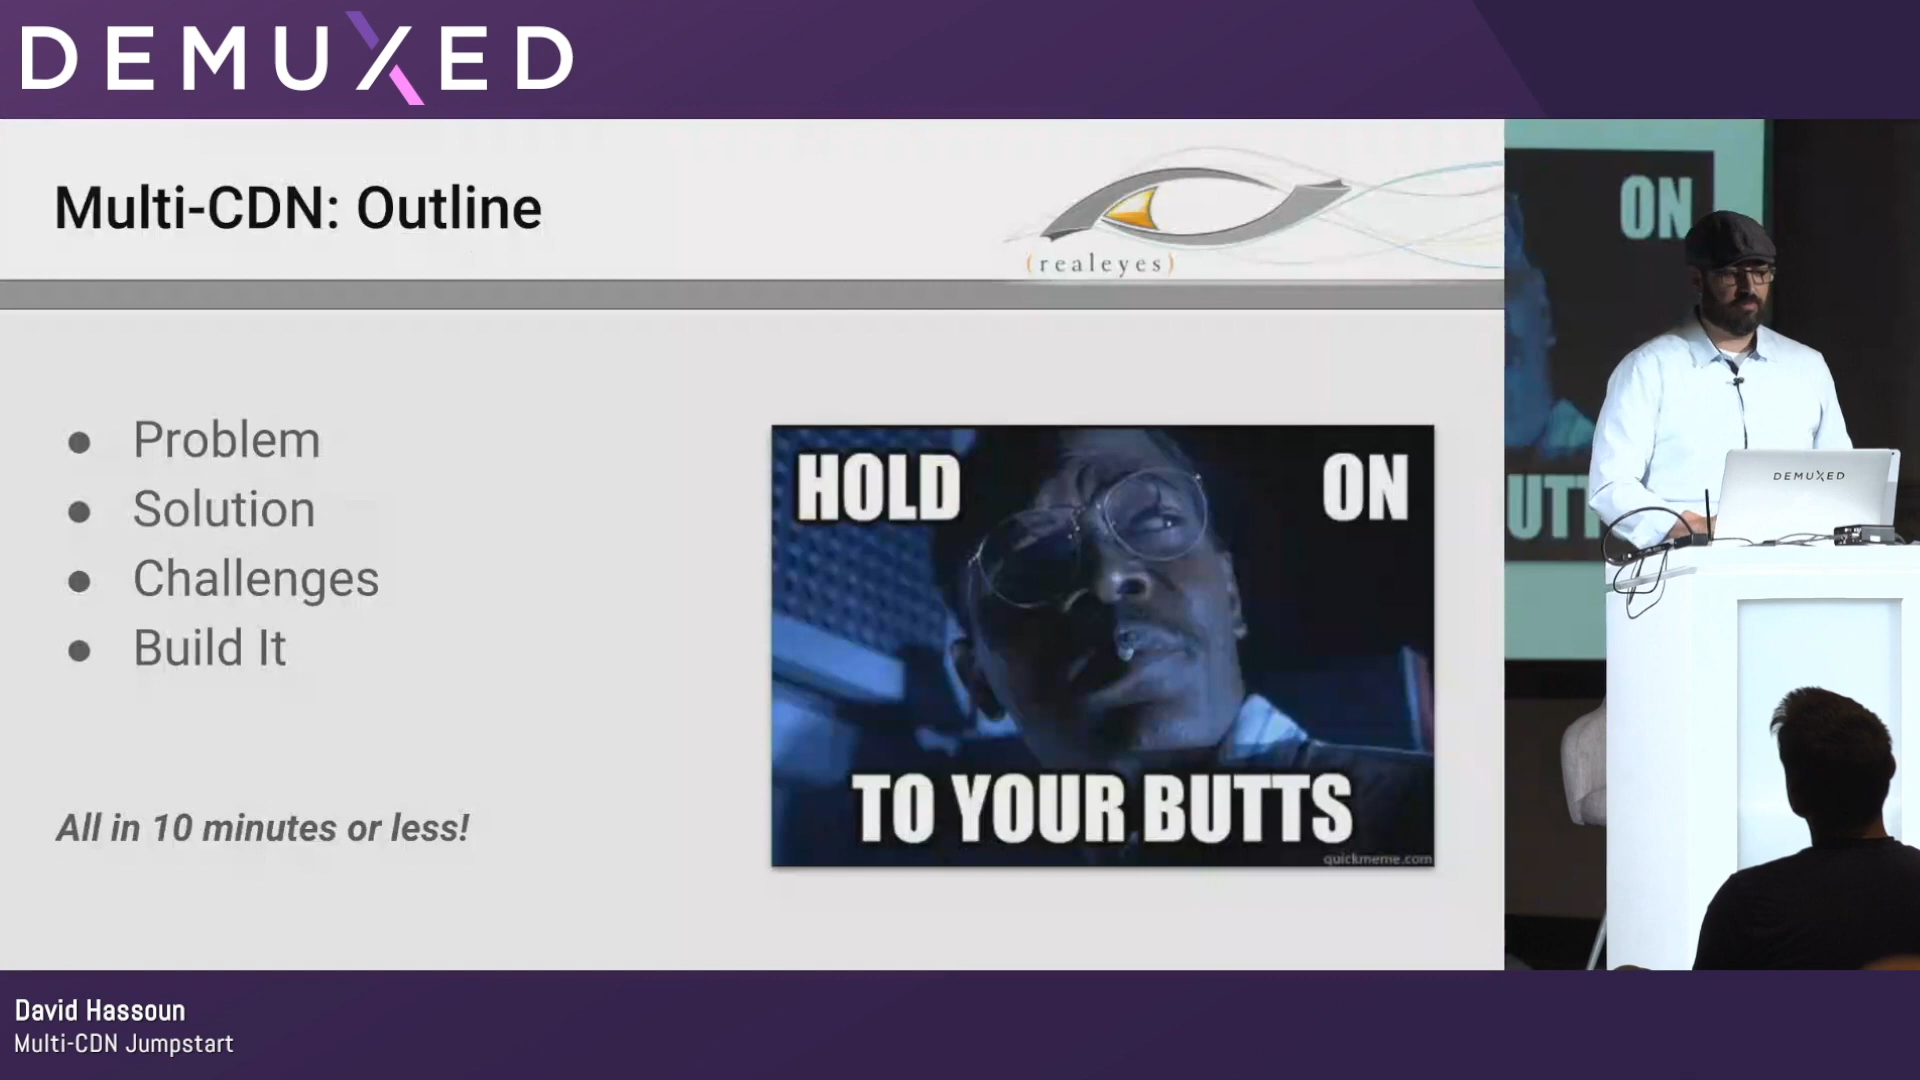 DEMUXED
Multi-CDN: Outline
(realeyes)
● Problem
● Solution
● Challenges
● Build It
All in 10 minutes or less!
HOLD ON
TO YOUR BUTTS
quickmeme.com
ON
UTT
DEMUXED
David Hassoun
Multi-CDN Jumpstart